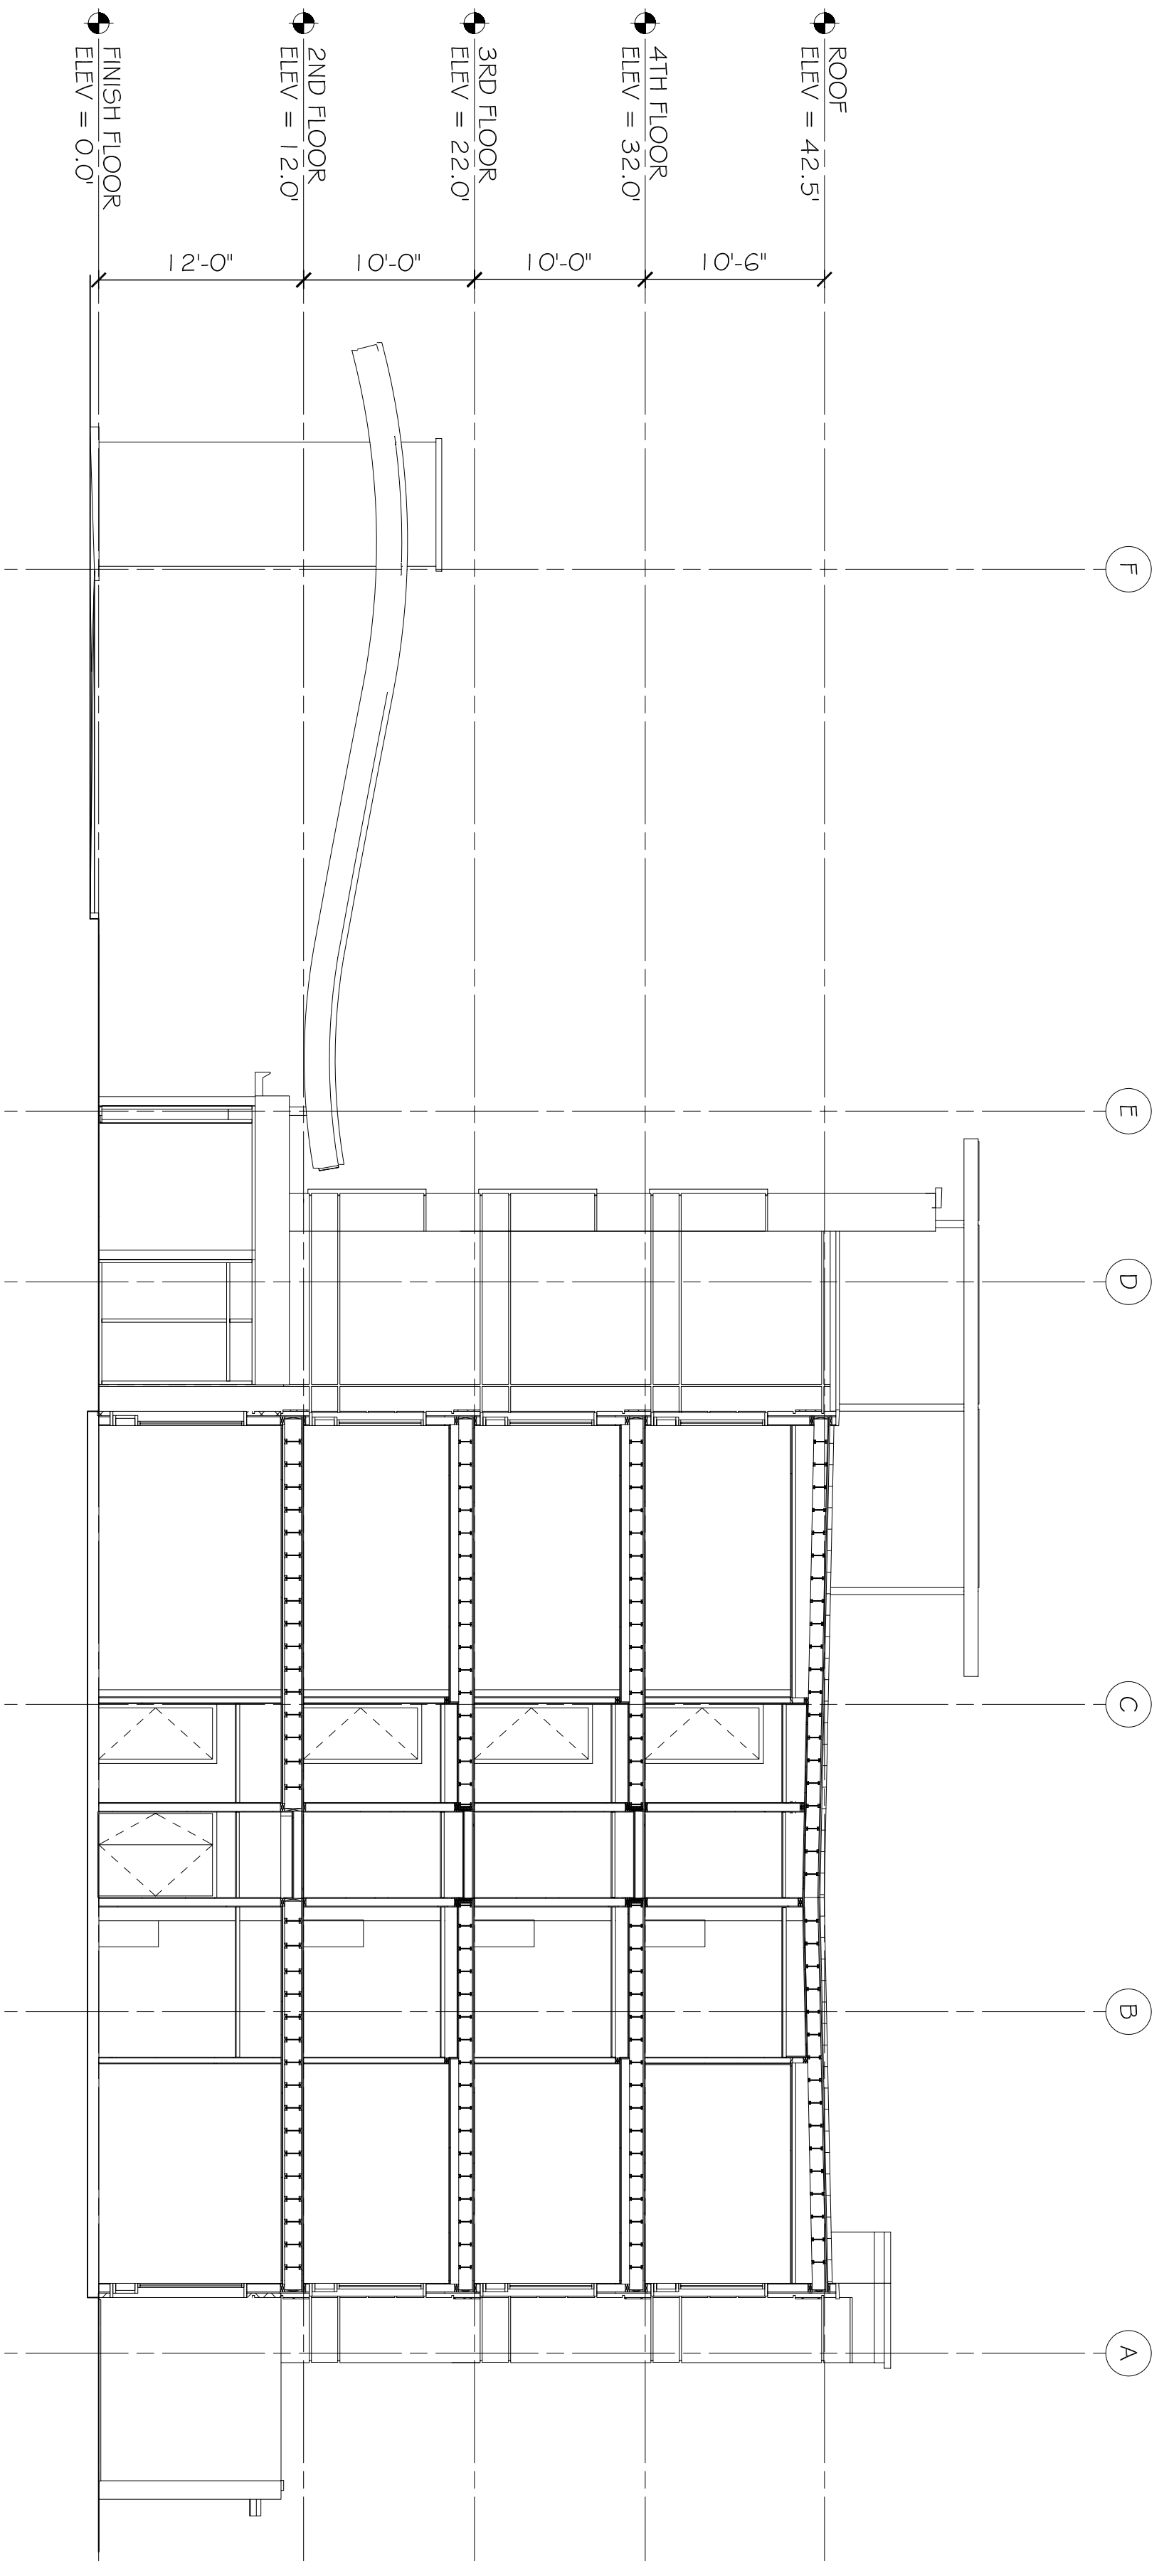 F
E
D
C
B
A
ROOF
ELEV = 42.5'
10'-6"
4TH FLOOR
ELEV = 32.0'
10'-0"
3RD FLOOR
ELEV = 22.0'
10'-0"
2ND FLOOR
ELEV = 12.0'
12'-0"
FINISH FLOOR
ELEV = 0.0'